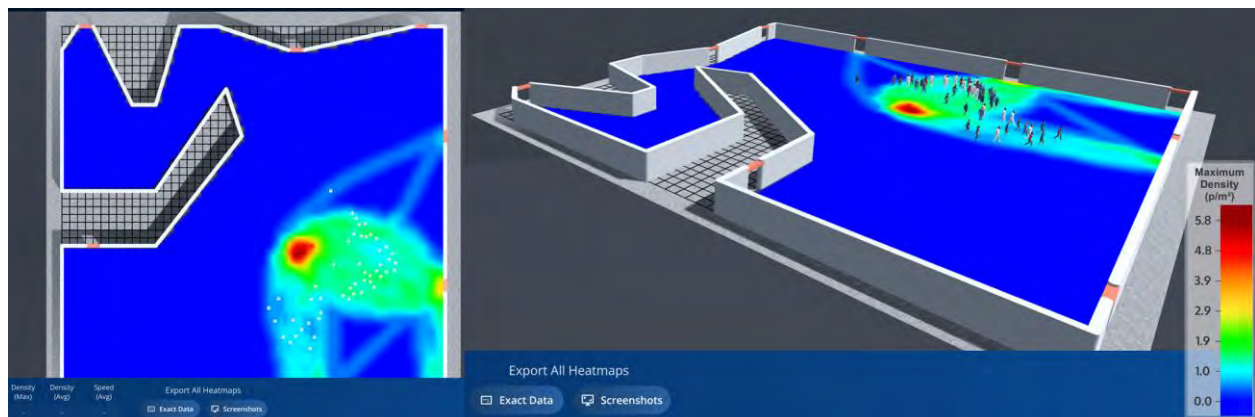 Maximum
Density
(p/m²)
5.8
4.8
3.9
2.9
1.9
1.0
0.0
Density
(Max)
Density
(Avg)
Speed
(Avg)
Export All Heatmaps
Exact Data
Screenshots
Export All Heatmaps
Exact Data
Screenshots